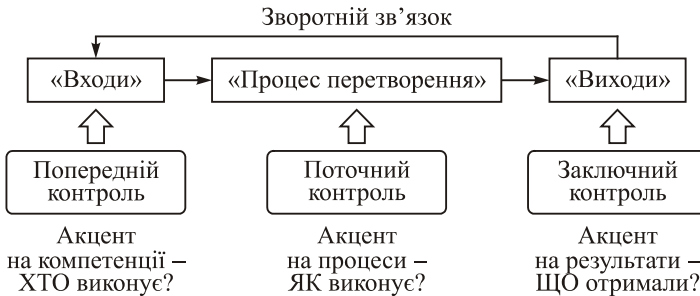 Зворотній зв’язок
«Входи»
«Процес перетворення»
«Виходи»
Попередній
контроль
Поточний
контроль
Заключний
контроль
Акцент
на компетенції –
ХТО виконує?
Акцент
на процеси –
ЯК виконує?
Акцент
на результати –
ЩО отримали?